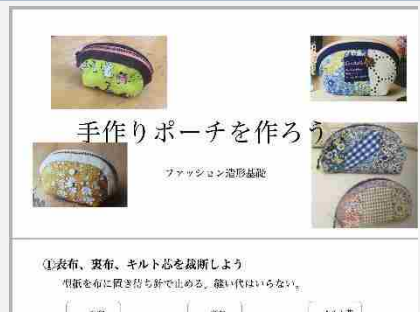 手作りポーチを作ろう
ファッション造形基礎
①表布、裏布、キルト芯を裁断しよう
型紙を布に置き待ち針で止める。縫い代はいらない。